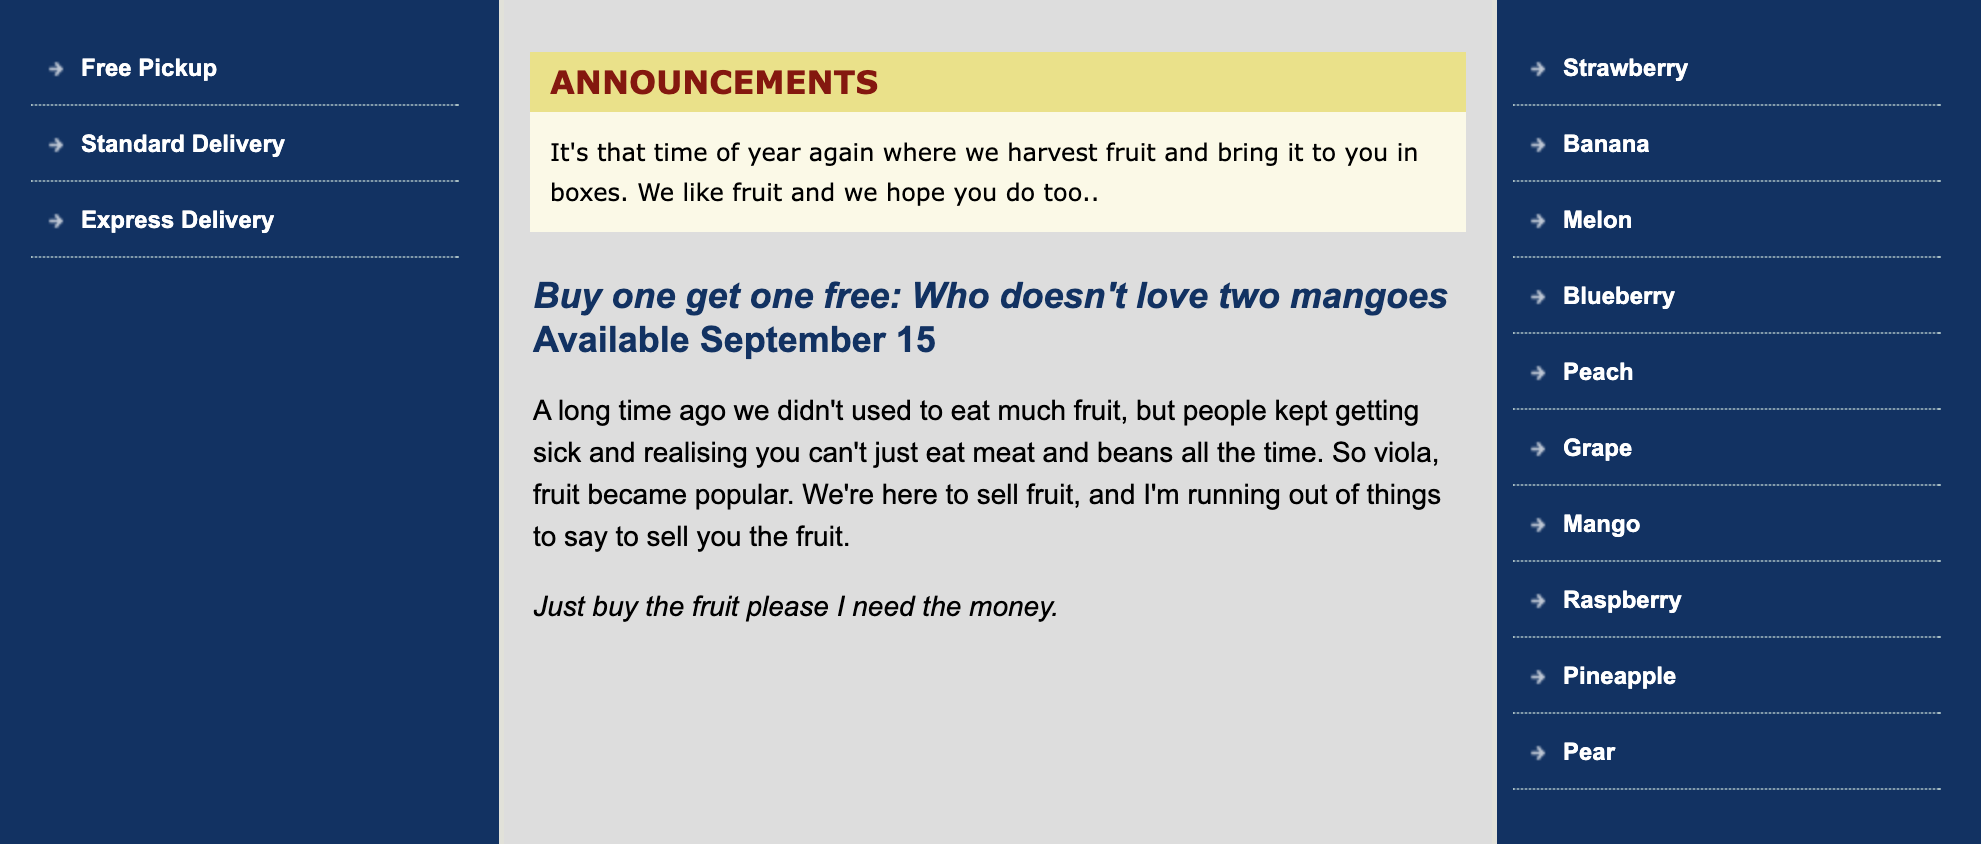 Free Pickup
Standard Delivery
Express Delivery
ANNOUNCEMENTS
It's that time of year again where we harvest fruit and bring it to you in
boxes. We like fruit and we hope you do too..
Buy one get one free: Who doesn't love two mangoes
Available September 15
A long time ago we didn't used to eat much fruit, but people kept getting
sick and realising you can't just eat meat and beans all the time. So viola,
fruit became popular. We're here to sell fruit, and I'm running out of things
to say to sell you the fruit.
Just buy the fruit please I need the money.
Strawberry
Banana
Melon
Blueberry
Peach
Grape
Mango
Raspberry
Pineapple
Pear